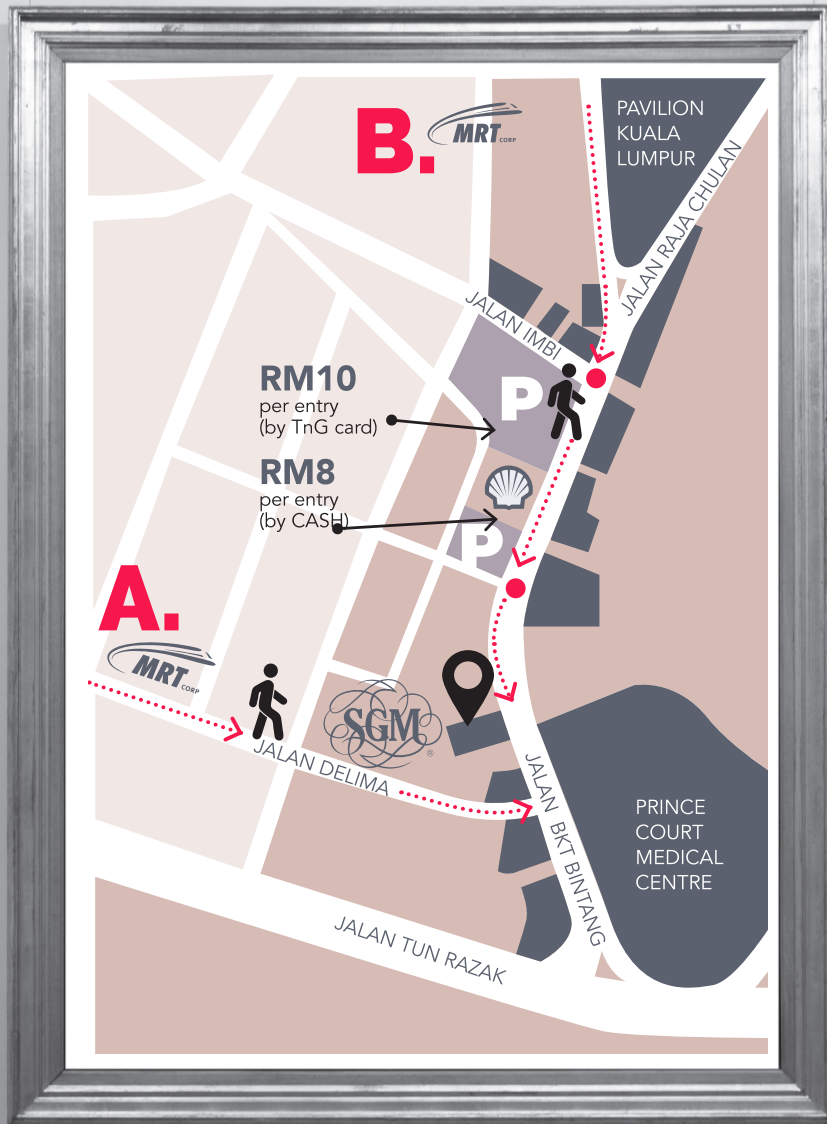 B.
MRT
CORP
PAVILION
KUALA
LUMPUR
JALAN RAJA CHULAN
JALAN IMBI
RM10
per entry
(by TnG card)
P
RM8
per entry
(by CASH)
P
A.
MRT
CORP
SGM
®
JALAN DELIMA
JALAN BKT BINTANG
PRINCE
COURT
MEDICAL
CENTRE
JALAN TUN RAZAK